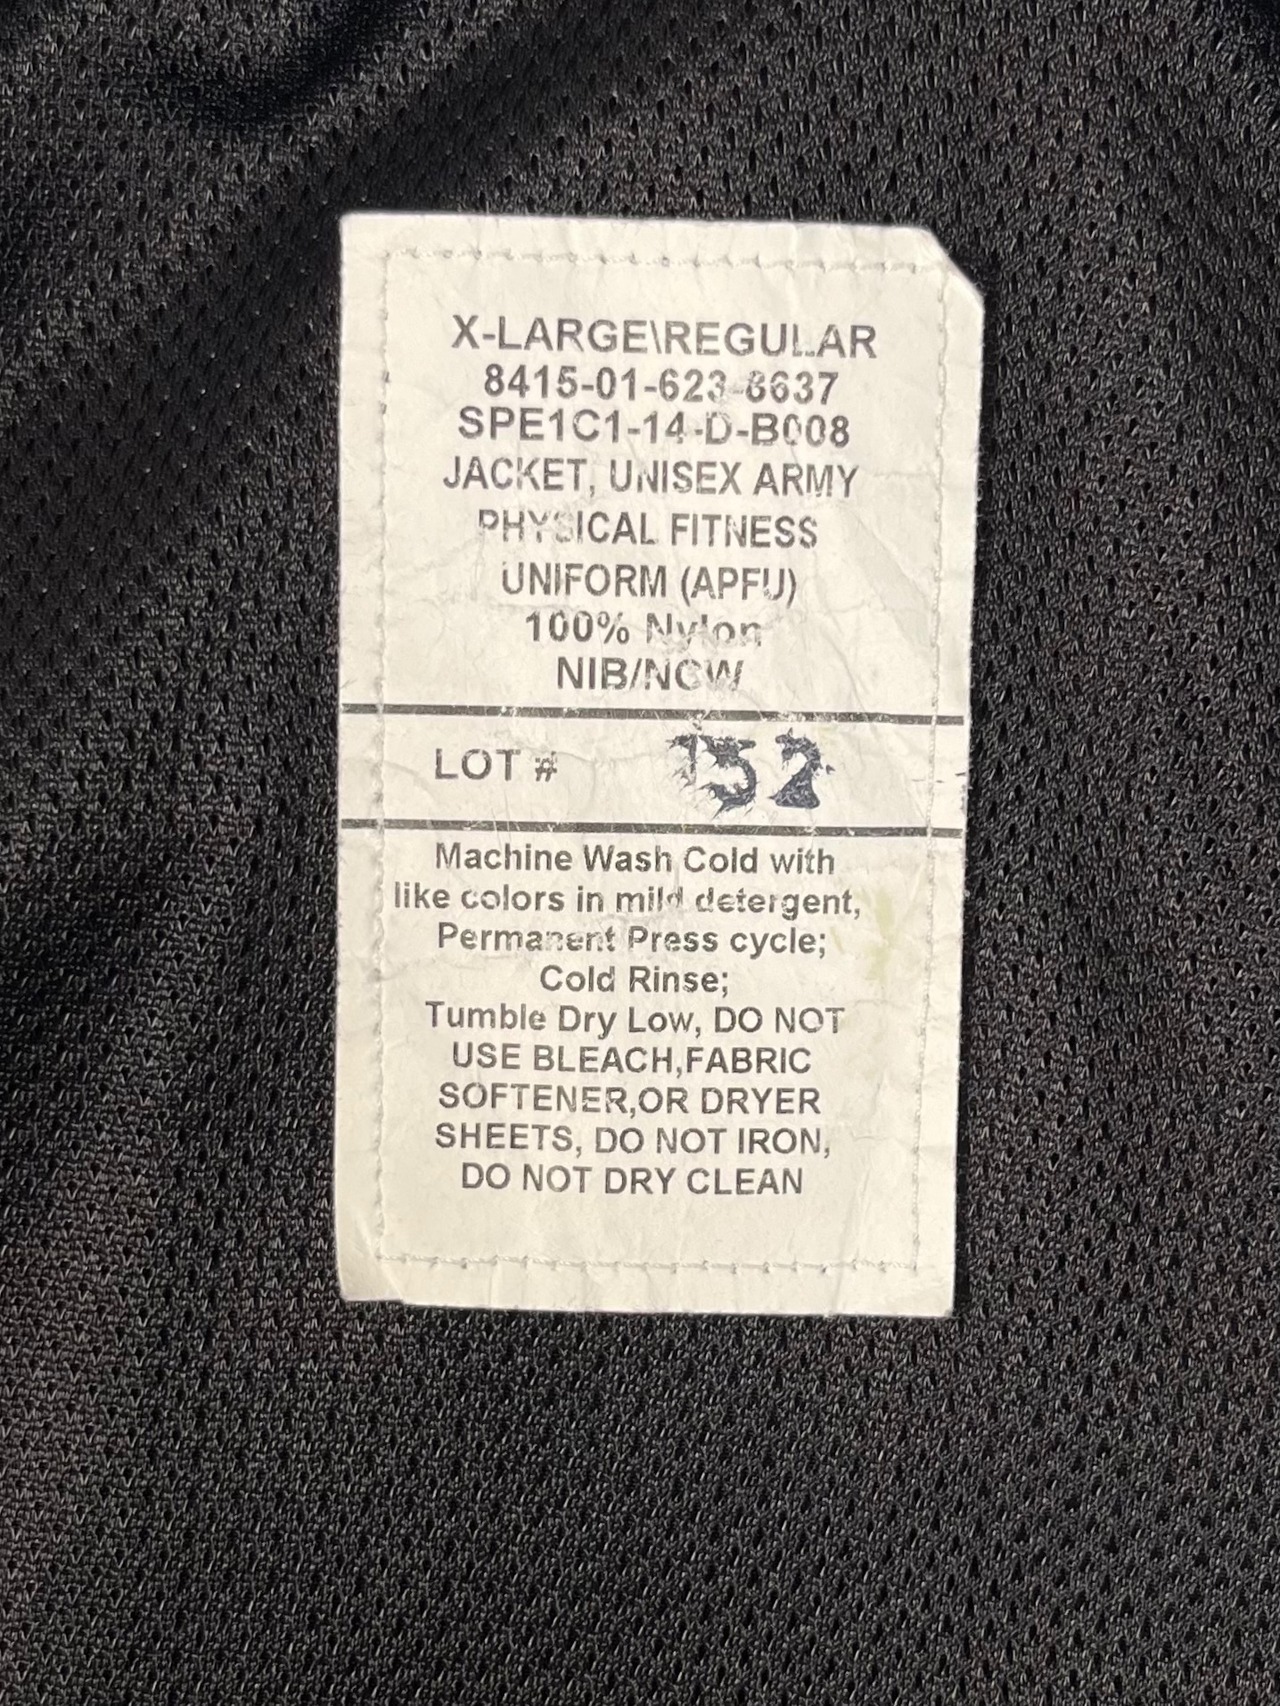 X-LARGE\REGULAR
8415-01-623-8637
SPE1C1-14-D-B008
JACKET, UNISEX ARMY
PHYSICAL FITNESS
UNIFORM (APFU)
100% Nylon
NIB/NCW
LOT # 152
Machine Wash Cold with
like colors in mild detergent,
Permanent Press cycle;
Cold Rinse;
Tumble Dry Low, DO NOT
USE BLEACH,FABRIC
SOFTENER,OR DRYER
SHEETS, DO NOT IRON,
DO NOT DRY CLEAN